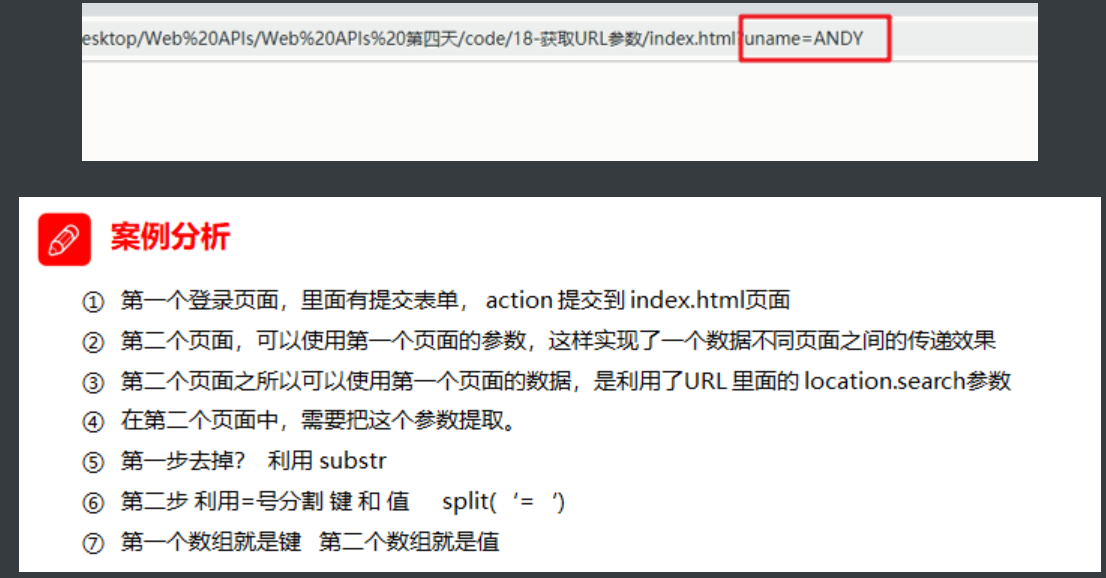 esktop/Web%20APIs/Web%20APIs%20第四天/code/18-获取URL参数/index.html?uname=ANDY
案例分析
① 第一个登录页面，里面有提交表单， action 提交到 index.html页面
② 第二个页面，可以使用第一个页面的参数，这样实现了一个数据不同页面之间的传递效果
③ 第二个页面之所以可以使用第一个页面的数据，是利用了URL 里面的 location.search参数
④ 在第二个页面中，需要把这个参数提取。
⑤ 第一步去掉? 利用 substr
⑥ 第二步 利用=号分割 键 和 值 split(‘=‘)
⑦ 第一个数组就是键 第二个数组就是值